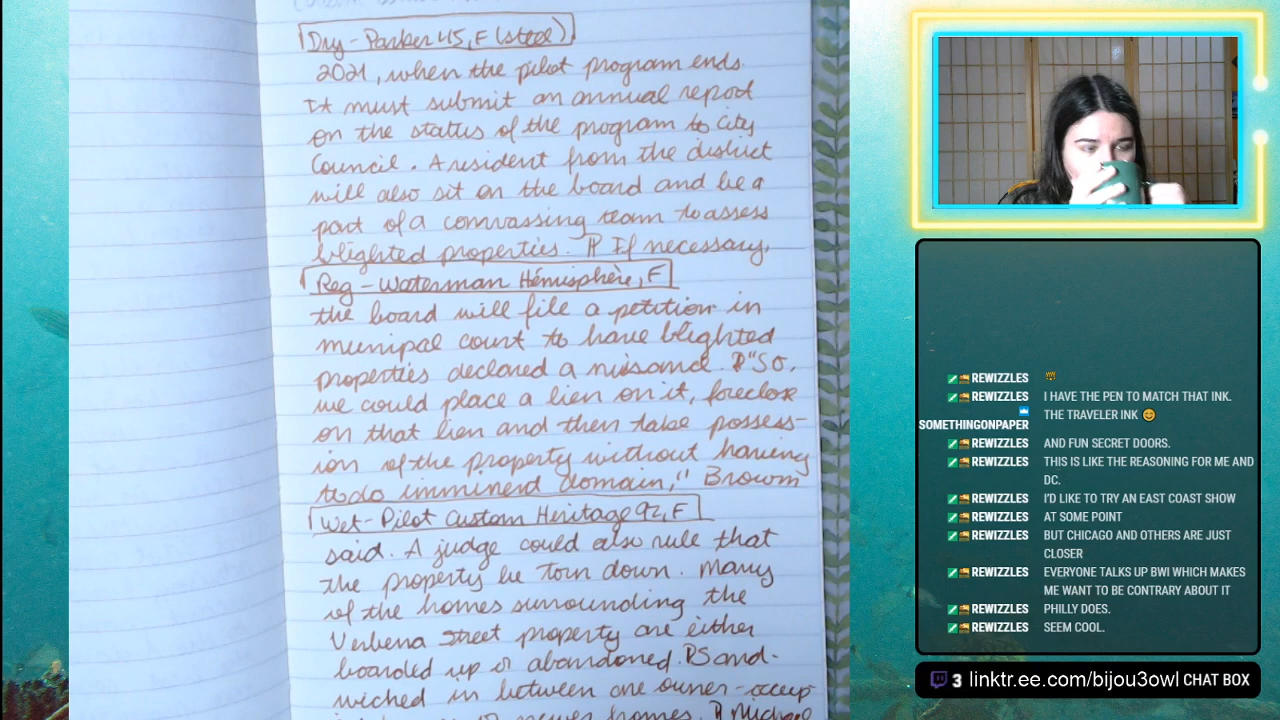 Dry - Parker 45, F (steel)
2021, when the pilot program ends.
It must submit an annual report
on the status of the program to City
Council. A resident from the district
will also sit on the board and be a
part of a convassing team to assess
blighted properties. If necessary,
Reg - Waterman Hémisphère, F
the board will file a petition in
munipal court to have blighted
properties declared a nuisance. "So,
we could place a lien on it, foreclose
on that lien and then take possess-
ion of the property without having
to do imminent domain," Brown
Wet - Pilot Custom Heritage 92, F
said. A judge could also rule that
the property be torn down. Many
of the homes surrounding the
Verbena Street property are either
boarded up or abandoned. Sand-
wiched in between are owner-occup-
newer homes. Michael
REWIZZLES
REWIZZLES I HAVE THE PEN TO MATCH THAT INK.
SOMETHINGONPAPER THE TRAVELER INK
REWIZZLES AND FUN SECRET DOORS.
REWIZZLES THIS IS LIKE THE REASONING FOR ME AND
DC.
REWIZZLES I'D LIKE TO TRY AN EAST COAST SHOW
REWIZZLES AT SOME POINT
REWIZZLES BUT CHICAGO AND OTHERS ARE JUST
CLOSER
REWIZZLES EVERYONE TALKS UP BWI WHICH MAKES
ME WANT TO BE CONTRARY ABOUT IT
REWIZZLES PHILLY DOES.
REWIZZLES SEEM COOL.
3 linktr.ee.com/bijou3owl CHAT BOX